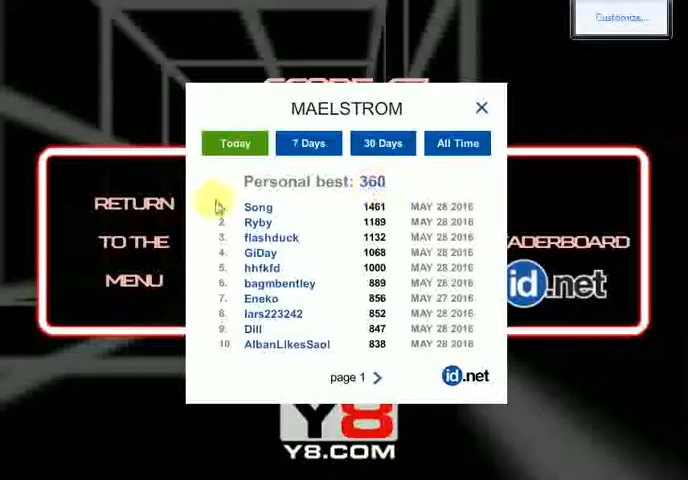 Customize...
MAELSTROM
Today 7 Days 30 Days All Time
Personal best: 360
Song 1461 MAY 28 2016
2. Ryby 1189 MAY 28 2016
3. flashduck 1132 MAY 28 2016
4. GiDay 1068 MAY 28 2016
5. hhfkfd 1000 MAY 28 2016
6. bagmbentley 889 MAY 28 2016
7. Eneko 856 MAY 27 2016
8. lars223242 852 MAY 28 2016
9. Dill 847 MAY 28 2016
10. AlbanLikesSaol 838 MAY 28 2016
page 1
id.net
RETURN
TO THE
MENU
ADERBOARD
id.net
Y8
Y8.COM